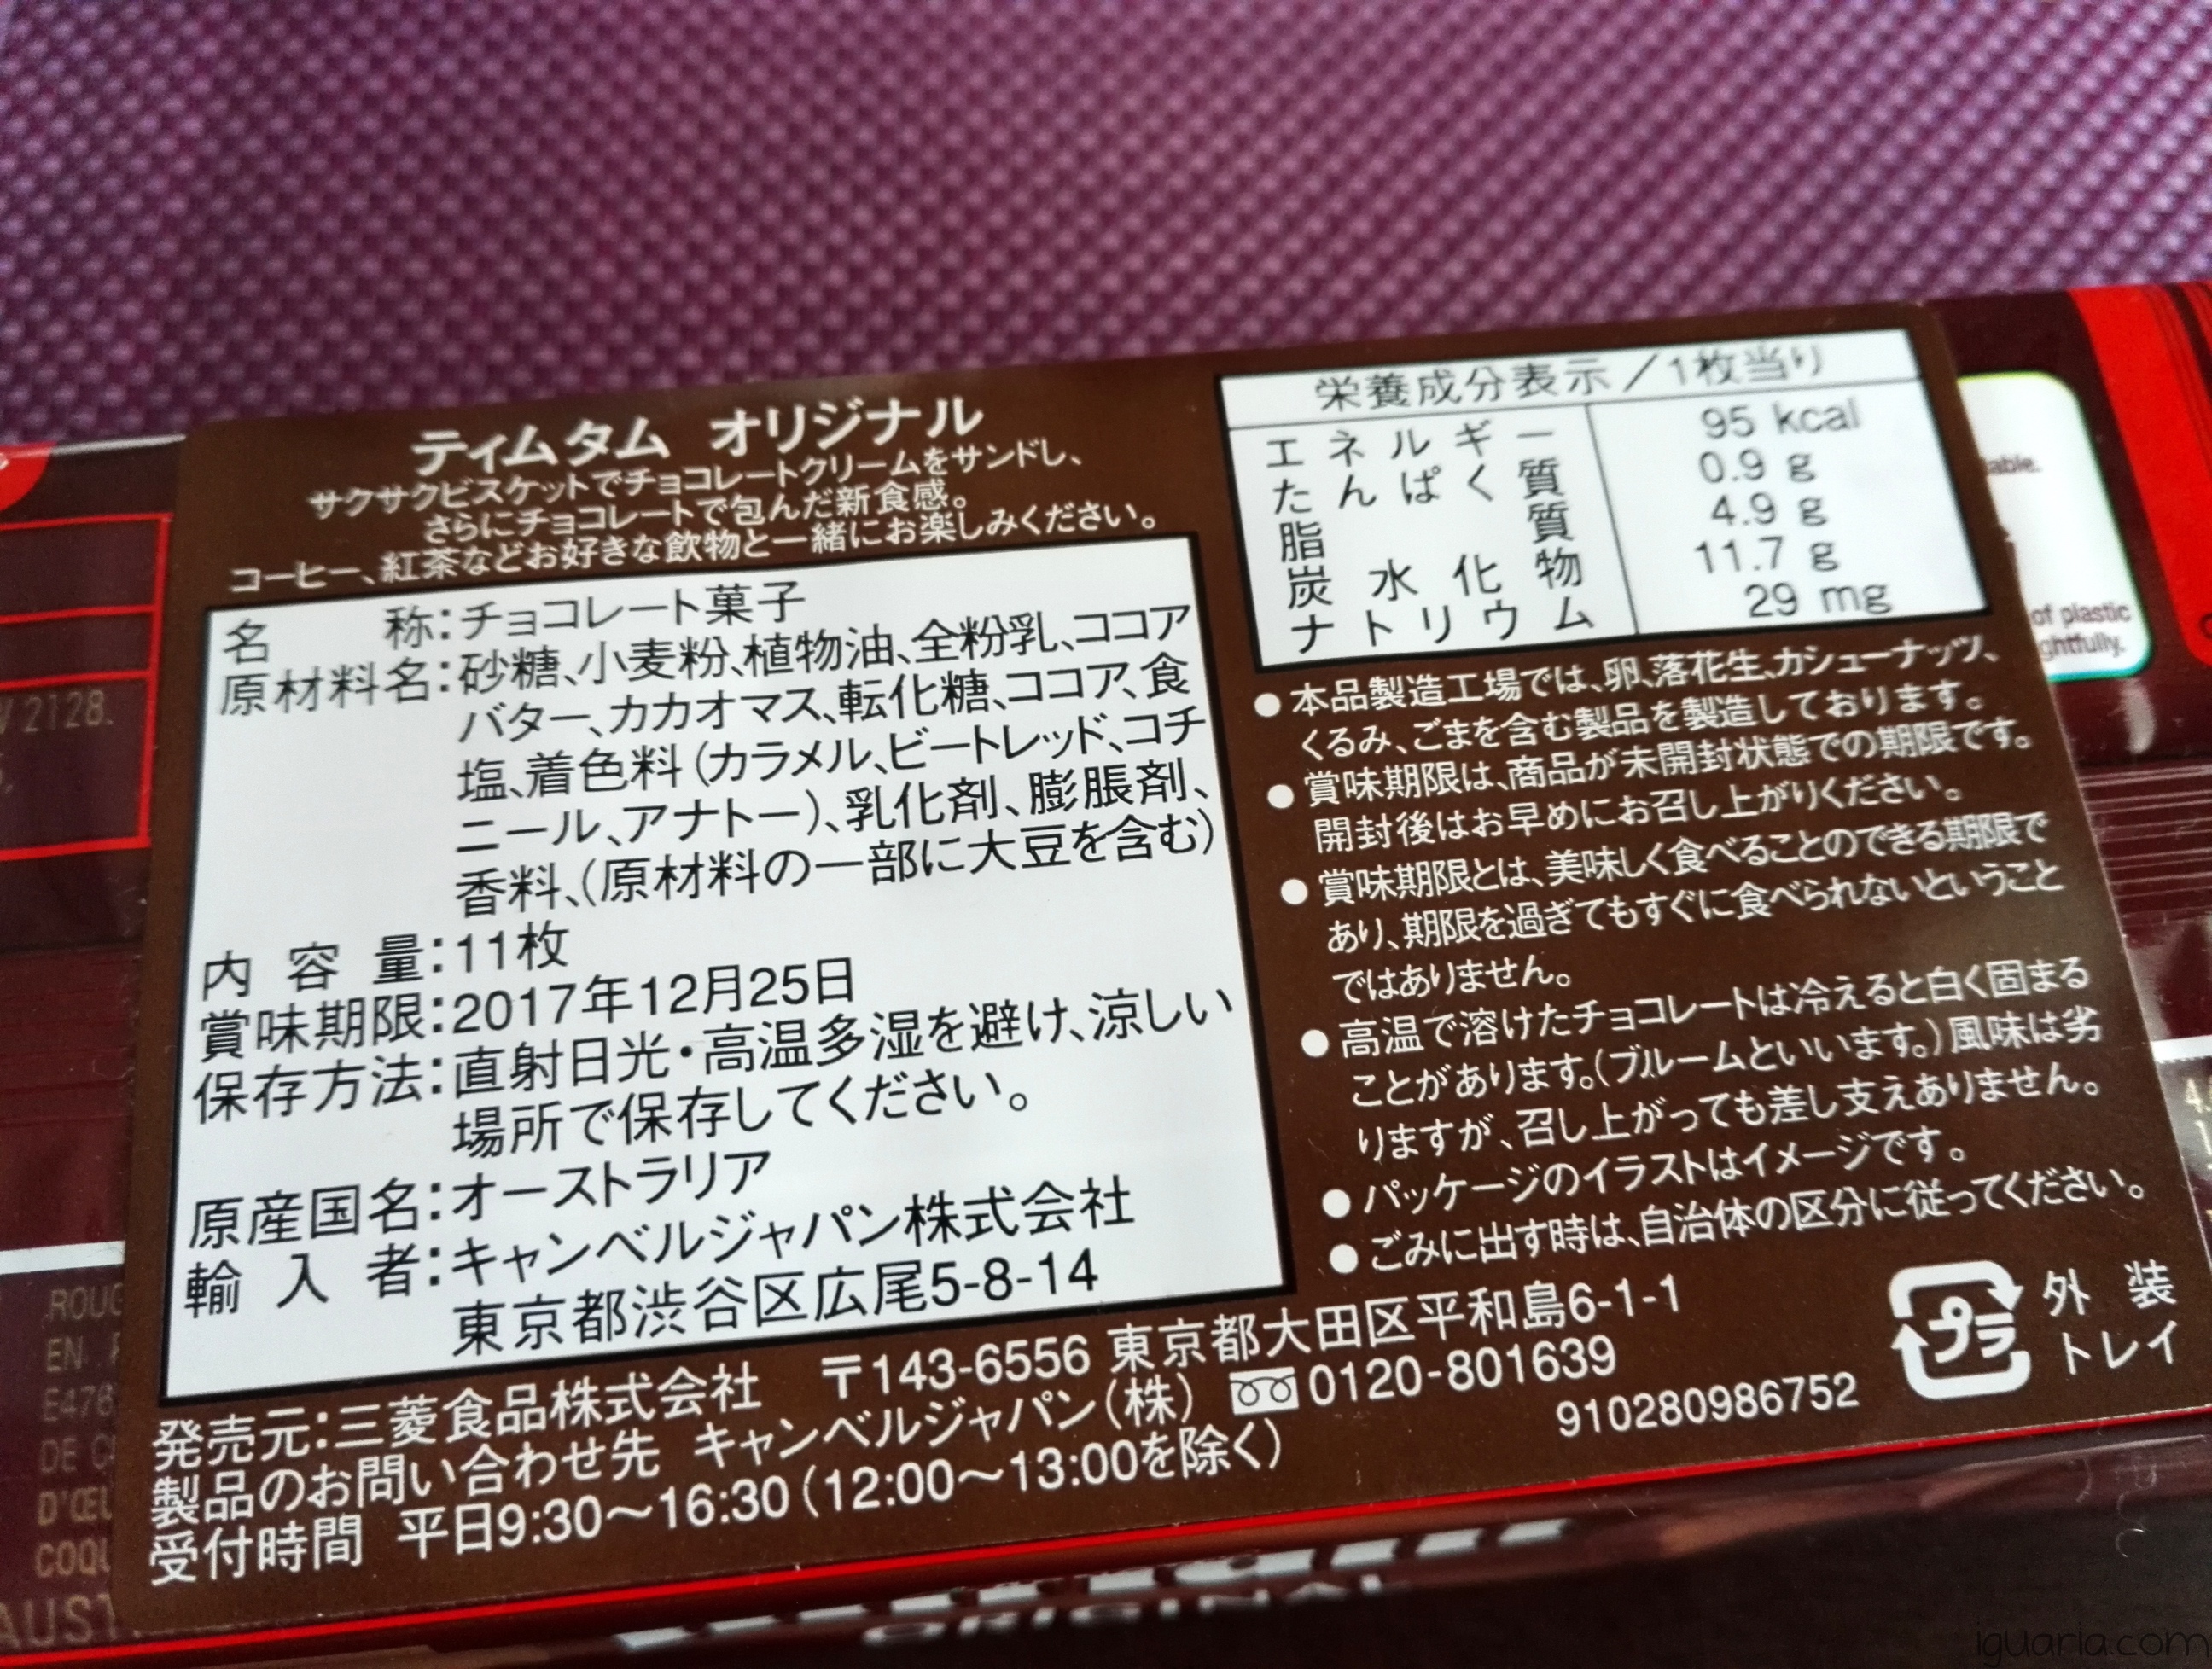 ティムタム オリジナル
サクサクビスケットでチョコレートクリームをサンドし、
さらにチョコレートで包んだ新食感。
コーヒー、紅茶などお好きな飲物と一緒にお楽しみください。
名称:チョコレート菓子
原材料名:砂糖、小麦粉、植物油、全粉乳、ココア
バター、カカオマス、転化糖、ココア、食
塩、着色料(カラメル、ビートレッド、コチ
ニール、アナトー)、乳化剤、膨脹剤、
香料、(原材料の一部に大豆を含む)
内容量:11枚
賞味期限:2017年12月25日
保存方法:直射日光・高温多湿を避け、涼しい
場所で保存してください。
原産国名:オーストラリア
輸入者:キャンベルジャパン株式会社
東京都渋谷区広尾5-8-14
栄養成分表示/1枚当り
エネルギー 95 kcal
たんぱく質 0.9 g
脂質 4.9 g
炭水化物 11.7 g
ナトリウム 29 mg
●本品製造工場では、卵、落花生、カシューナッツ、
くるみ、ごまを含む製品を製造しております。
●賞味期限は、商品が未開封状態での期限です。
開封後はお早めにお召し上がりください。
●賞味期限とは、美味しく食べることのできる期限で
あり、期限を過ぎてもすぐに食べられないということ
ではありません。
●高温で溶けたチョコレートは冷えると白く固まる
ことがあります。(ブルームといいます。)風味は劣
りますが、召し上がっても差し支えありません。
●パッケージのイラストはイメージです。
●ごみに出す時は、自治体の区分に従ってください。
発売元:三菱食品株式会社 〒143-6556 東京都大田区平和島6-1-1
製品のお問い合わせ先 キャンベルジャパン(株) 0120-801639
受付時間 平日9:30～16:30(12:00～13:00を除く)
910280986752
プラ
外装
トレイ
of plastic
2128.
EN
ORIGINAL
iguaria.com